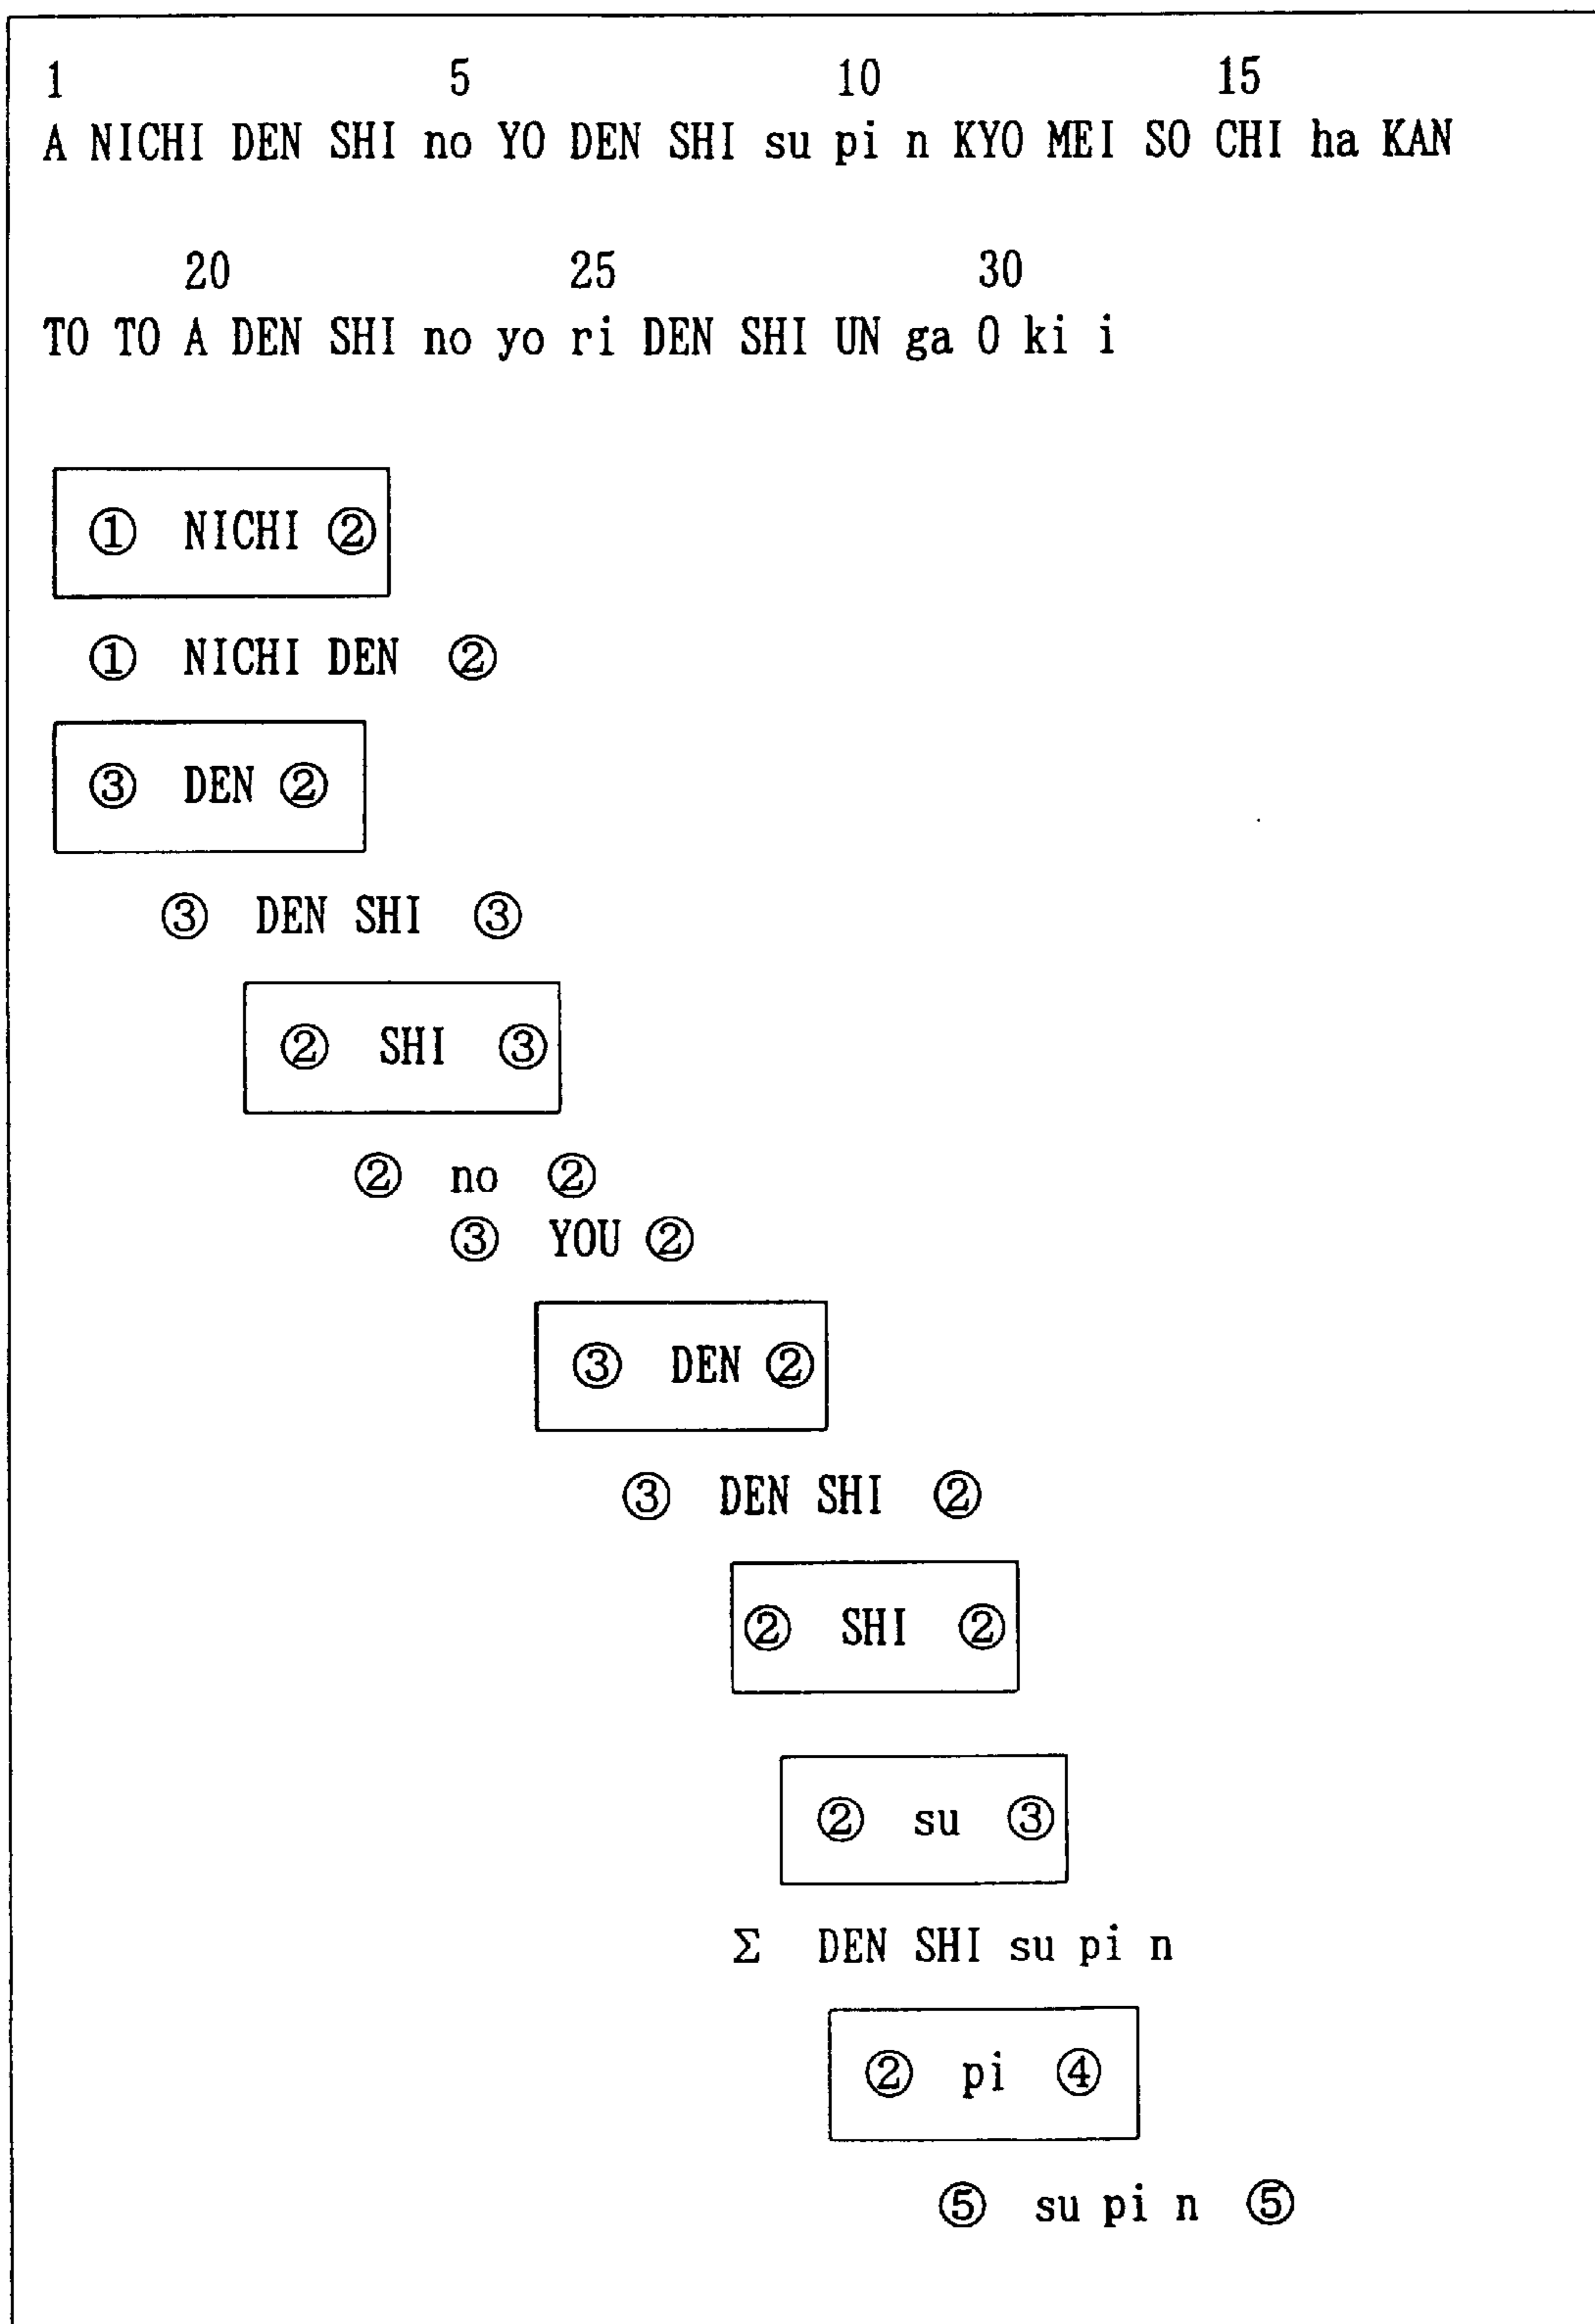 1 5 10 15
A NICHI DEN SHI no YO DEN SHI su pi n KYO MEI SO CHI ha KAN
20 25 30
TO TO A DEN SHI no yo ri DEN SHI UN ga O ki i
① NICHI ②
① NICHI DEN ②
③ DEN ②
③ DEN SHI ③
② SHI ③
② no ②
③ YOU ②
③ DEN ②
③ DEN SHI ②
② SHI ②
② su ③
Σ DEN SHI su pi n
② pi ④
⑤ su pi n ⑤